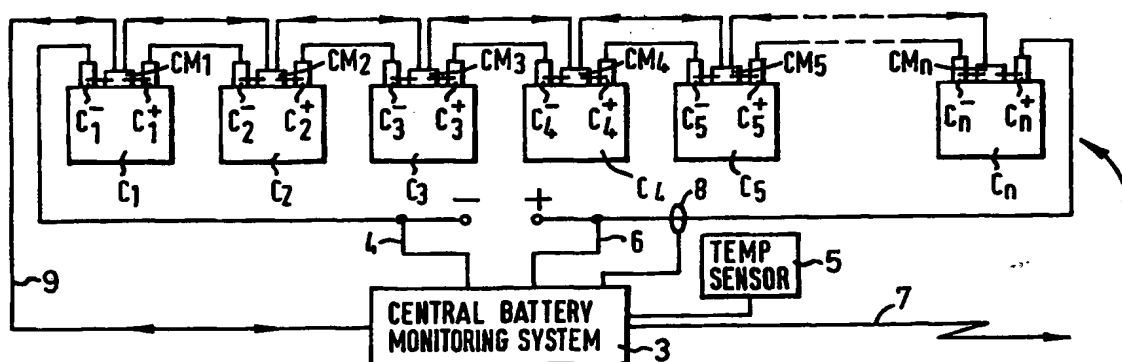 CM1 CM2 CM3 CM4 CM5 CMn
C1- C1+ C2- C2+ C3- C3+ C4- C4+ C5- C5+ Cn- Cn+
C1 C2 C3 C4 C5 Cn
- +
8
4 6
TEMP
SENSOR
5
9
7
CENTRAL BATTERY
MONITORING SYSTEM
3